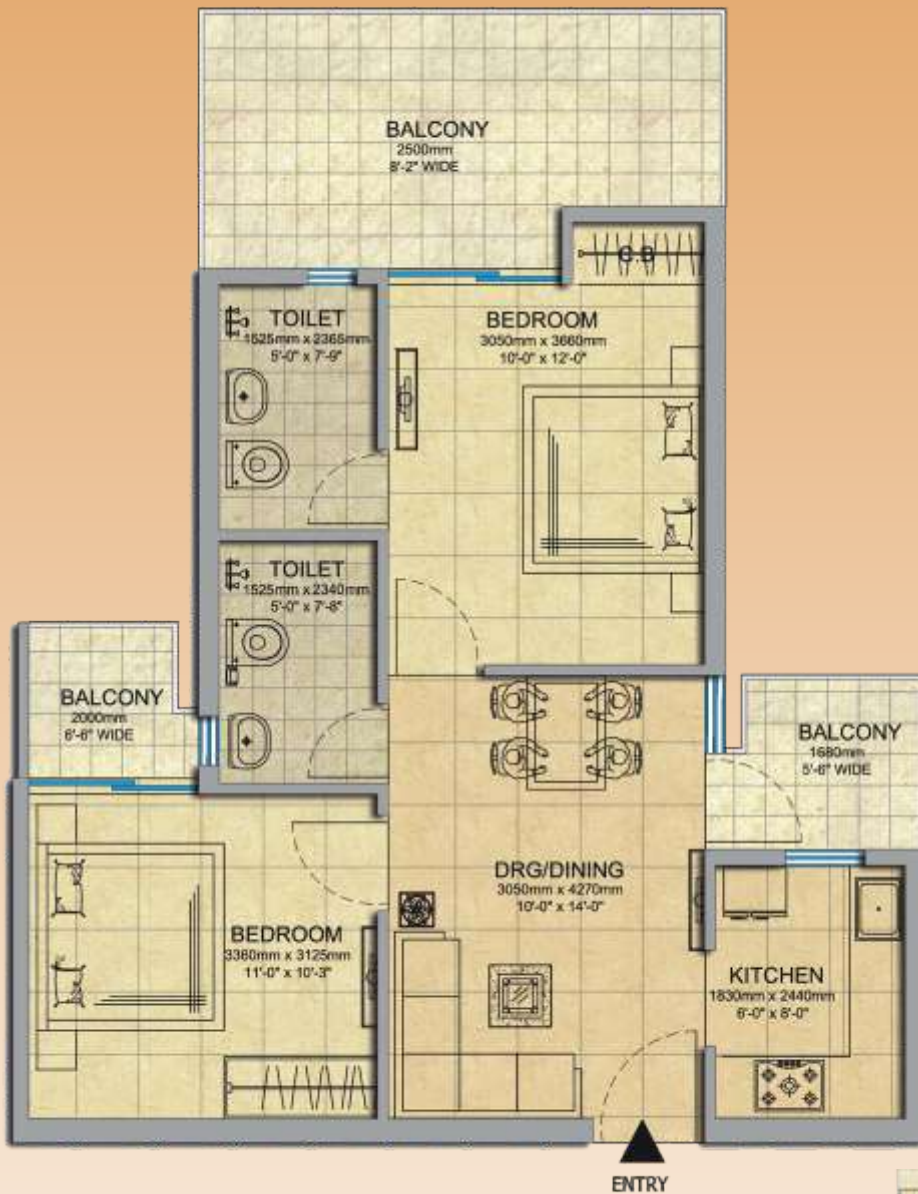 BALCONY
2500mm
8'-2" WIDE
C.B
TOILET
1525mm x 2365mm
5'-0" x 7'-9"
BEDROOM
3050mm x 3660mm
10'-0" x 12'-0"
TOILET
1525mm x 2340mm
5'-0" x 7'-8"
BALCONY
2000mm
6'-6" WIDE
BALCONY
1680mm
5'-6" WIDE
DRG/DINING
3050mm x 4270mm
10'-0" x 14'-0"
BEDROOM
3360mm x 3125mm
11'-0" x 10'-3"
KITCHEN
1830mm x 2440mm
6'-0" x 8'-0"
ENTRY